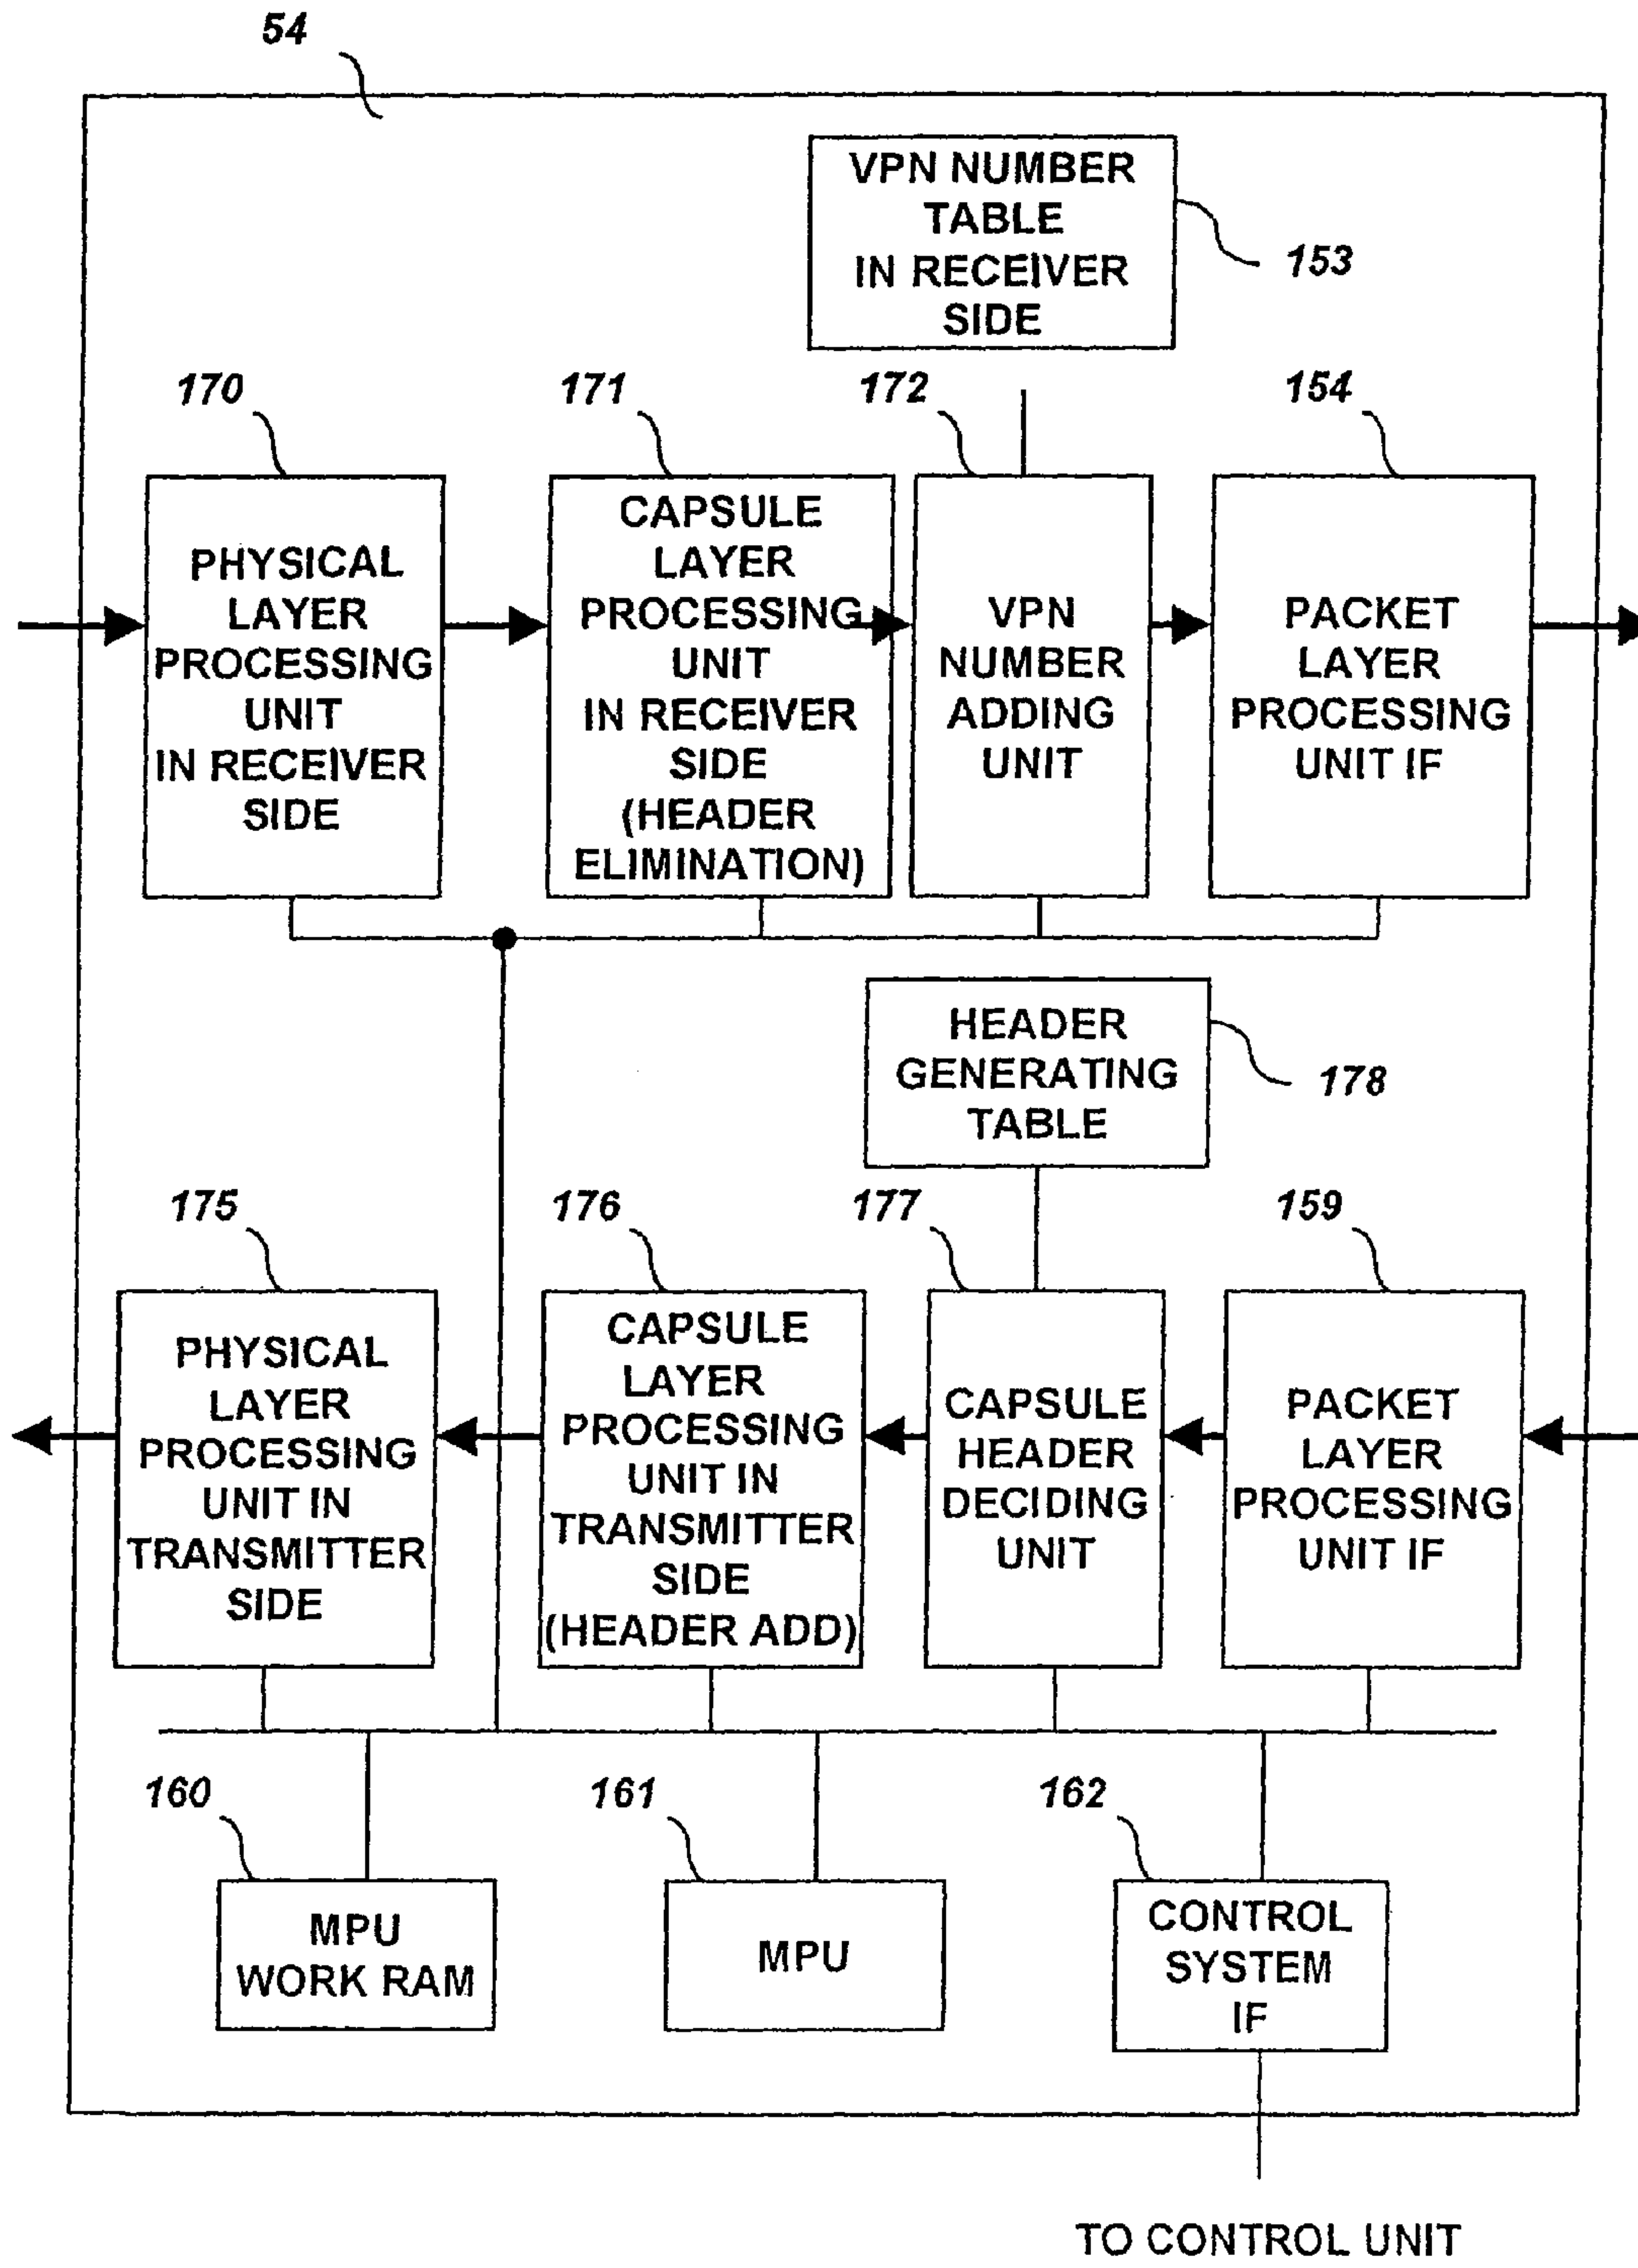 54
VPN NUMBER
TABLE
IN RECEIVER
SIDE
153
170
171
172
154
PHYSICAL
LAYER
PROCESSING
UNIT
IN RECEIVER
SIDE
CAPSULE
LAYER
PROCESSING
UNIT
IN RECEIVER
SIDE
(HEADER
ELIMINATION)
VPN
NUMBER
ADDING
UNIT
PACKET
LAYER
PROCESSING
UNIT IF
HEADER
GENERATING
TABLE
178
175
176
177
159
PHYSICAL
LAYER
PROCESSING
UNIT IN
TRANSMITTER
SIDE
CAPSULE
LAYER
PROCESSING
UNIT IN
TRANSMITTER
SIDE
(HEADER ADD)
CAPSULE
HEADER
DECIDING
UNIT
PACKET
LAYER
PROCESSING
UNIT IF
160
161
162
MPU
WORK RAM
MPU
CONTROL
SYSTEM
IF
TO CONTROL UNIT